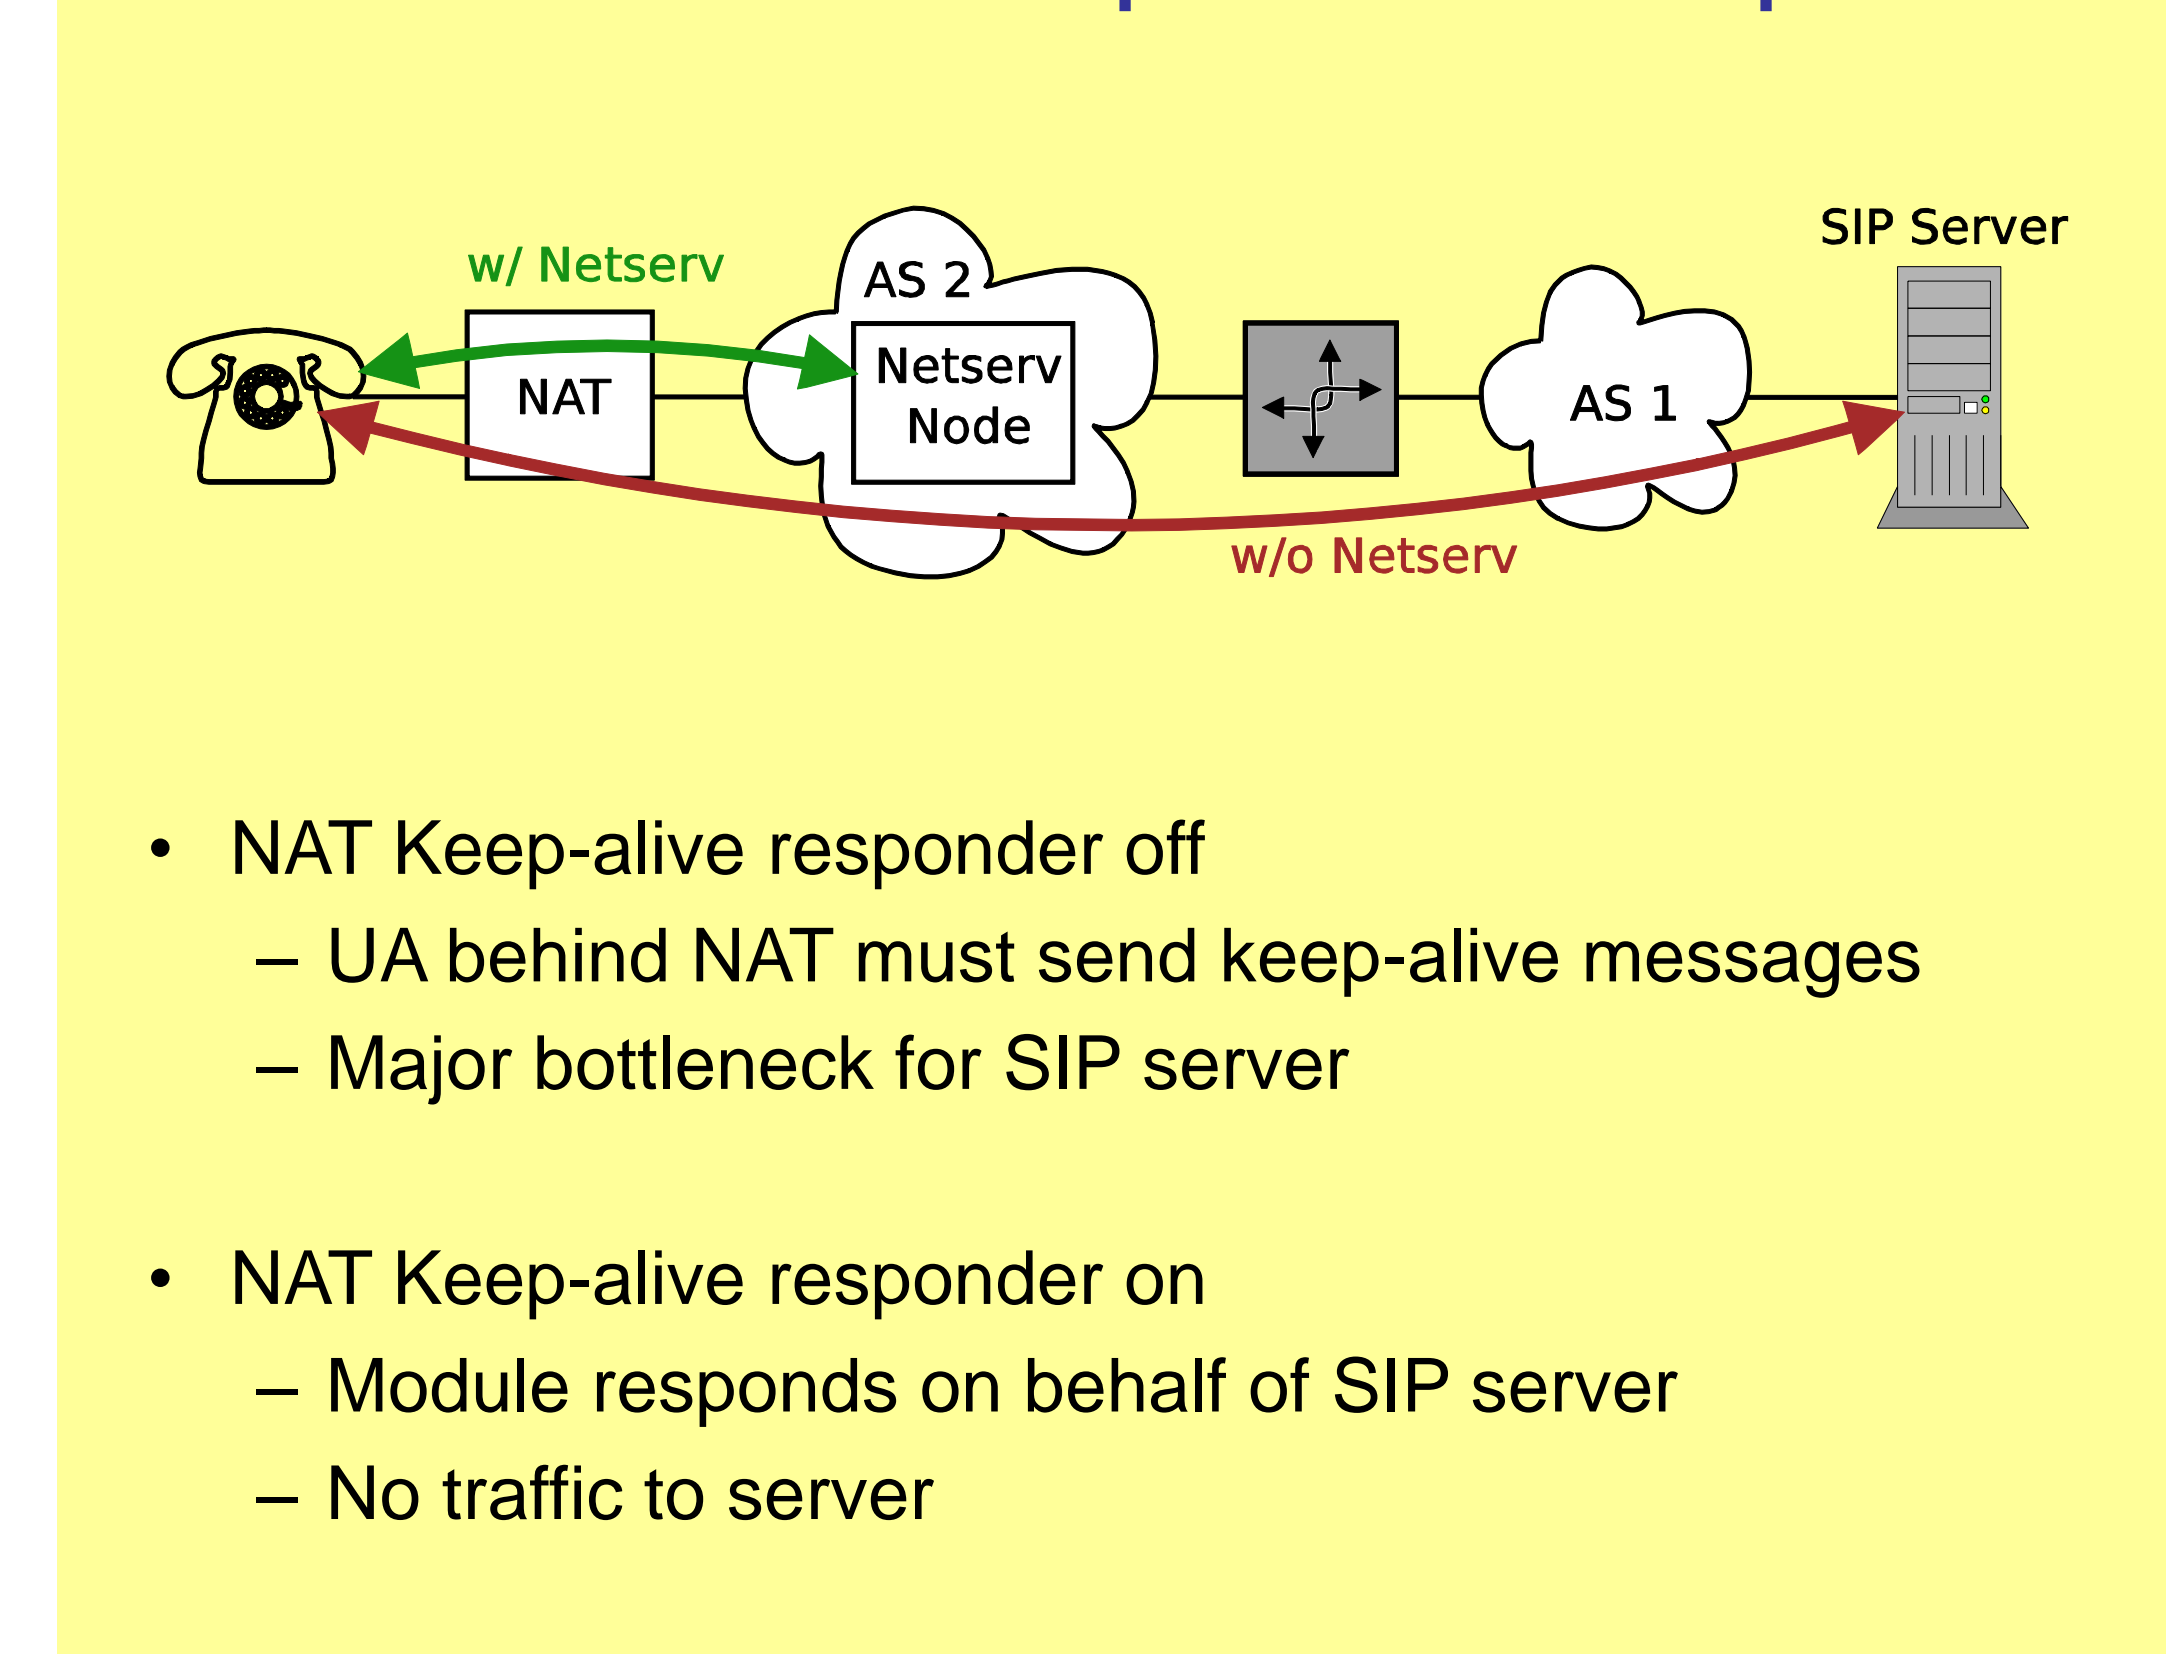 SIP Server
w/ Netserv
AS 2
Netserv
Node
NAT
AS 1
w/o Netserv
• NAT Keep-alive responder off
– UA behind NAT must send keep-alive messages
– Major bottleneck for SIP server
• NAT Keep-alive responder on
– Module responds on behalf of SIP server
– No traffic to server